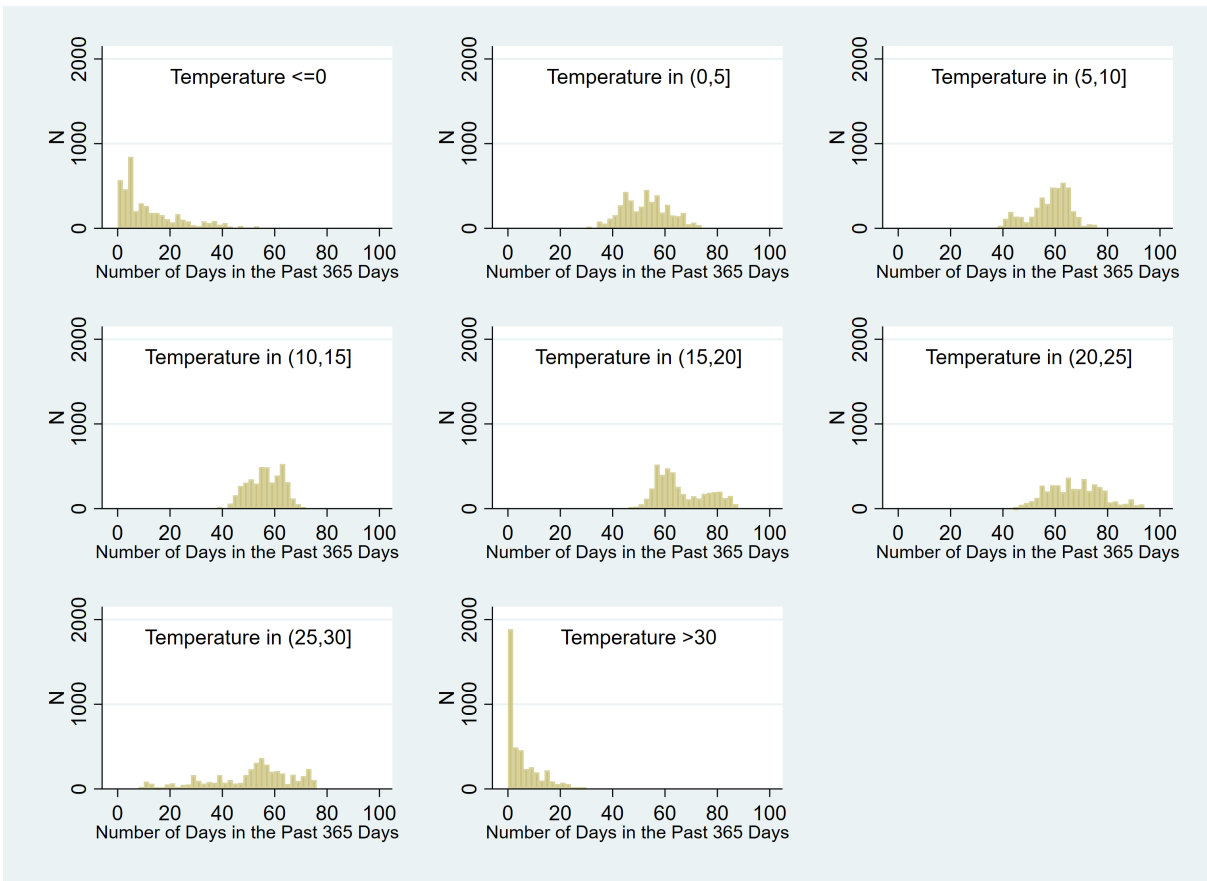 Temperature <=0
N
0
1000
2000
0 20 40 60 80 100
Number of Days in the Past 365 Days
Temperature in (0,5]
N
0
1000
2000
0 20 40 60 80 100
Number of Days in the Past 365 Days
Temperature in (5,10]
N
0
1000
2000
0 20 40 60 80 100
Number of Days in the Past 365 Days
Temperature in (10,15]
N
0
1000
2000
0 20 40 60 80 100
Number of Days in the Past 365 Days
Temperature in (15,20]
N
0
1000
2000
0 20 40 60 80 100
Number of Days in the Past 365 Days
Temperature in (20,25]
N
0
1000
2000
0 20 40 60 80 100
Number of Days in the Past 365 Days
Temperature in (25,30]
N
0
1000
2000
0 20 40 60 80 100
Number of Days in the Past 365 Days
Temperature >30
N
0
1000
2000
0 20 40 60 80 100
Number of Days in the Past 365 Days